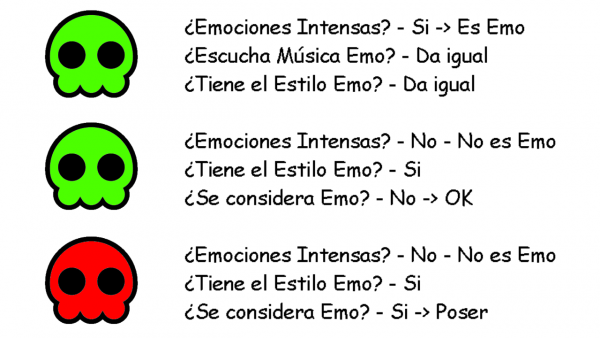 ¿Emociones Intensas? - Si -> Es Emo
¿Escucha Música Emo? - Da igual
¿Tiene el Estilo Emo? - Da igual
¿Emociones Intensas? - No - No es Emo
¿Tiene el Estilo Emo? - Si
¿Se considera Emo? - No -> OK
¿Emociones Intensas? - No - No es Emo
¿Tiene el Estilo Emo? - Si
¿Se considera Emo? - Si -> Poser